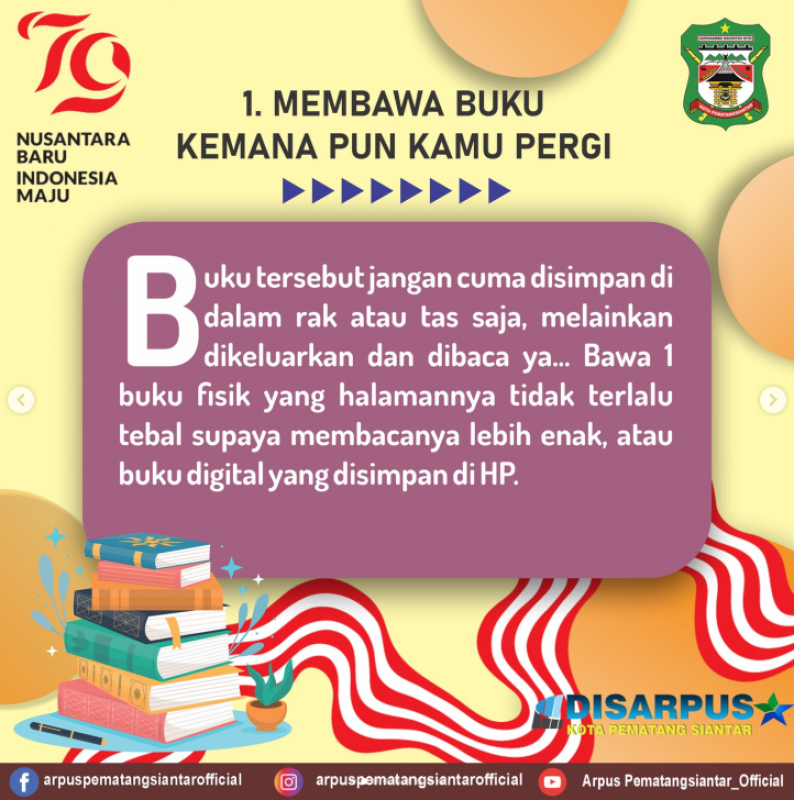 79
NUSANTARA
BARU
INDONESIA
MAJU
1. MEMBAWA BUKU
KEMANA PUN KAMU PERGI
KOTA PEMATANGSIANTAR
Buku tersebut jangan cuma disimpan di
dalam rak atau tas saja, melainkan
dikeluarkan dan dibaca ya... Bawa 1
buku fisik yang halamannya tidak terlalu
tebal supaya membacanya lebih enak, atau
buku digital yang disimpan di HP.
DISARPUS
KOTA PEMATANG SIANTAR
arpuspematangsiantarofficial
arpuspematangsiantarofficial
Arpus Pematangsiantar_Official